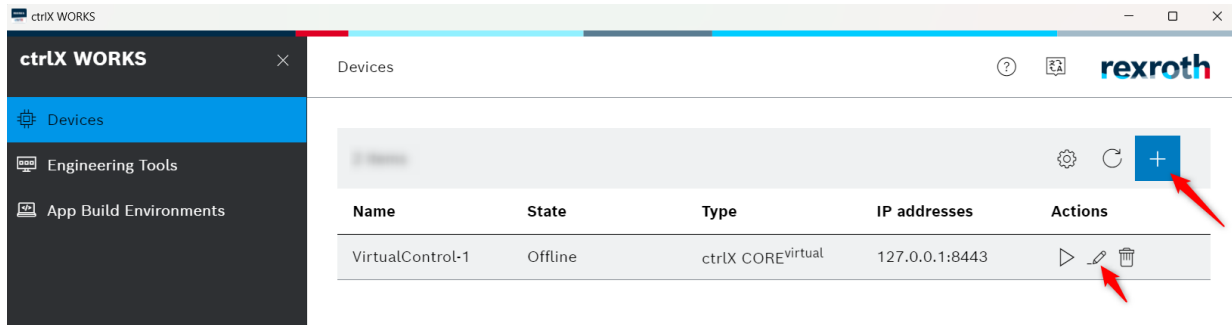 ctrlX WORKS
ctrlX WORKS
Devices
rexroth
Devices
Engineering Tools
App Build Environments
Name State Type IP addresses Actions
VirtualControl-1 Offline ctrlX COREvirtual 127.0.0.1:8443